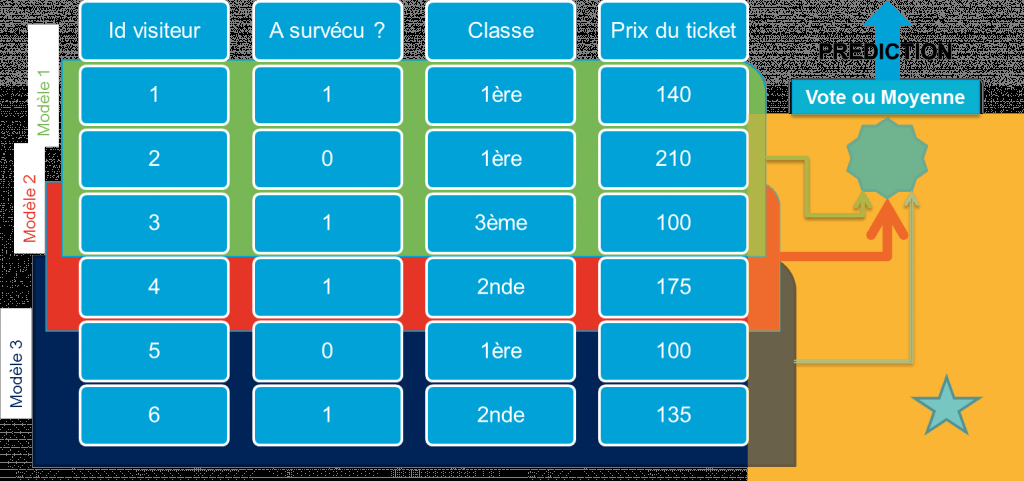 Id visiteur A survécu ? Classe Prix du ticket
1 1 1ère 140
2 0 1ère 210
3 1 3ème 100
4 1 2nde 175
5 0 1ère 100
6 1 2nde 135
Modèle 1
Modèle 2
Modèle 3
PREDICTION
Vote ou Moyenne